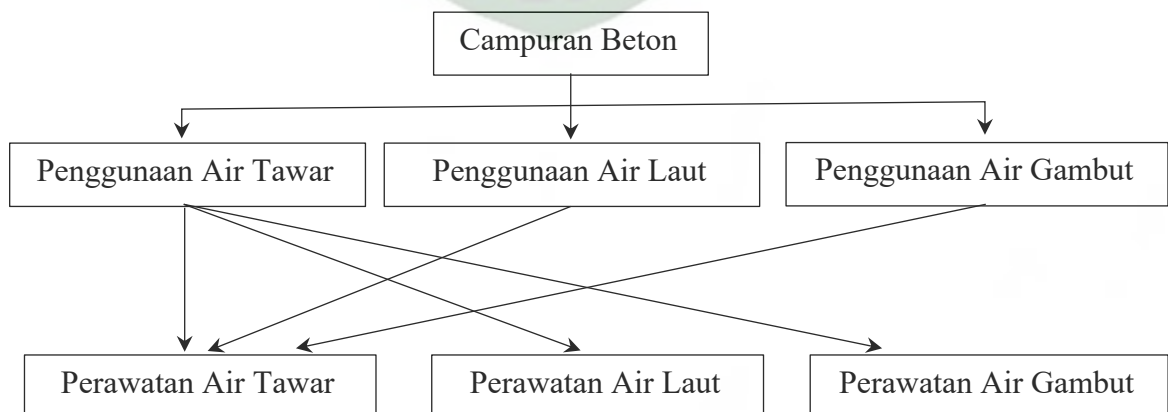 Campuran Beton
Penggunaan Air Tawar
Penggunaan Air Laut
Penggunaan Air Gambut
Perawatan Air Tawar
Perawatan Air Laut
Perawatan Air Gambut